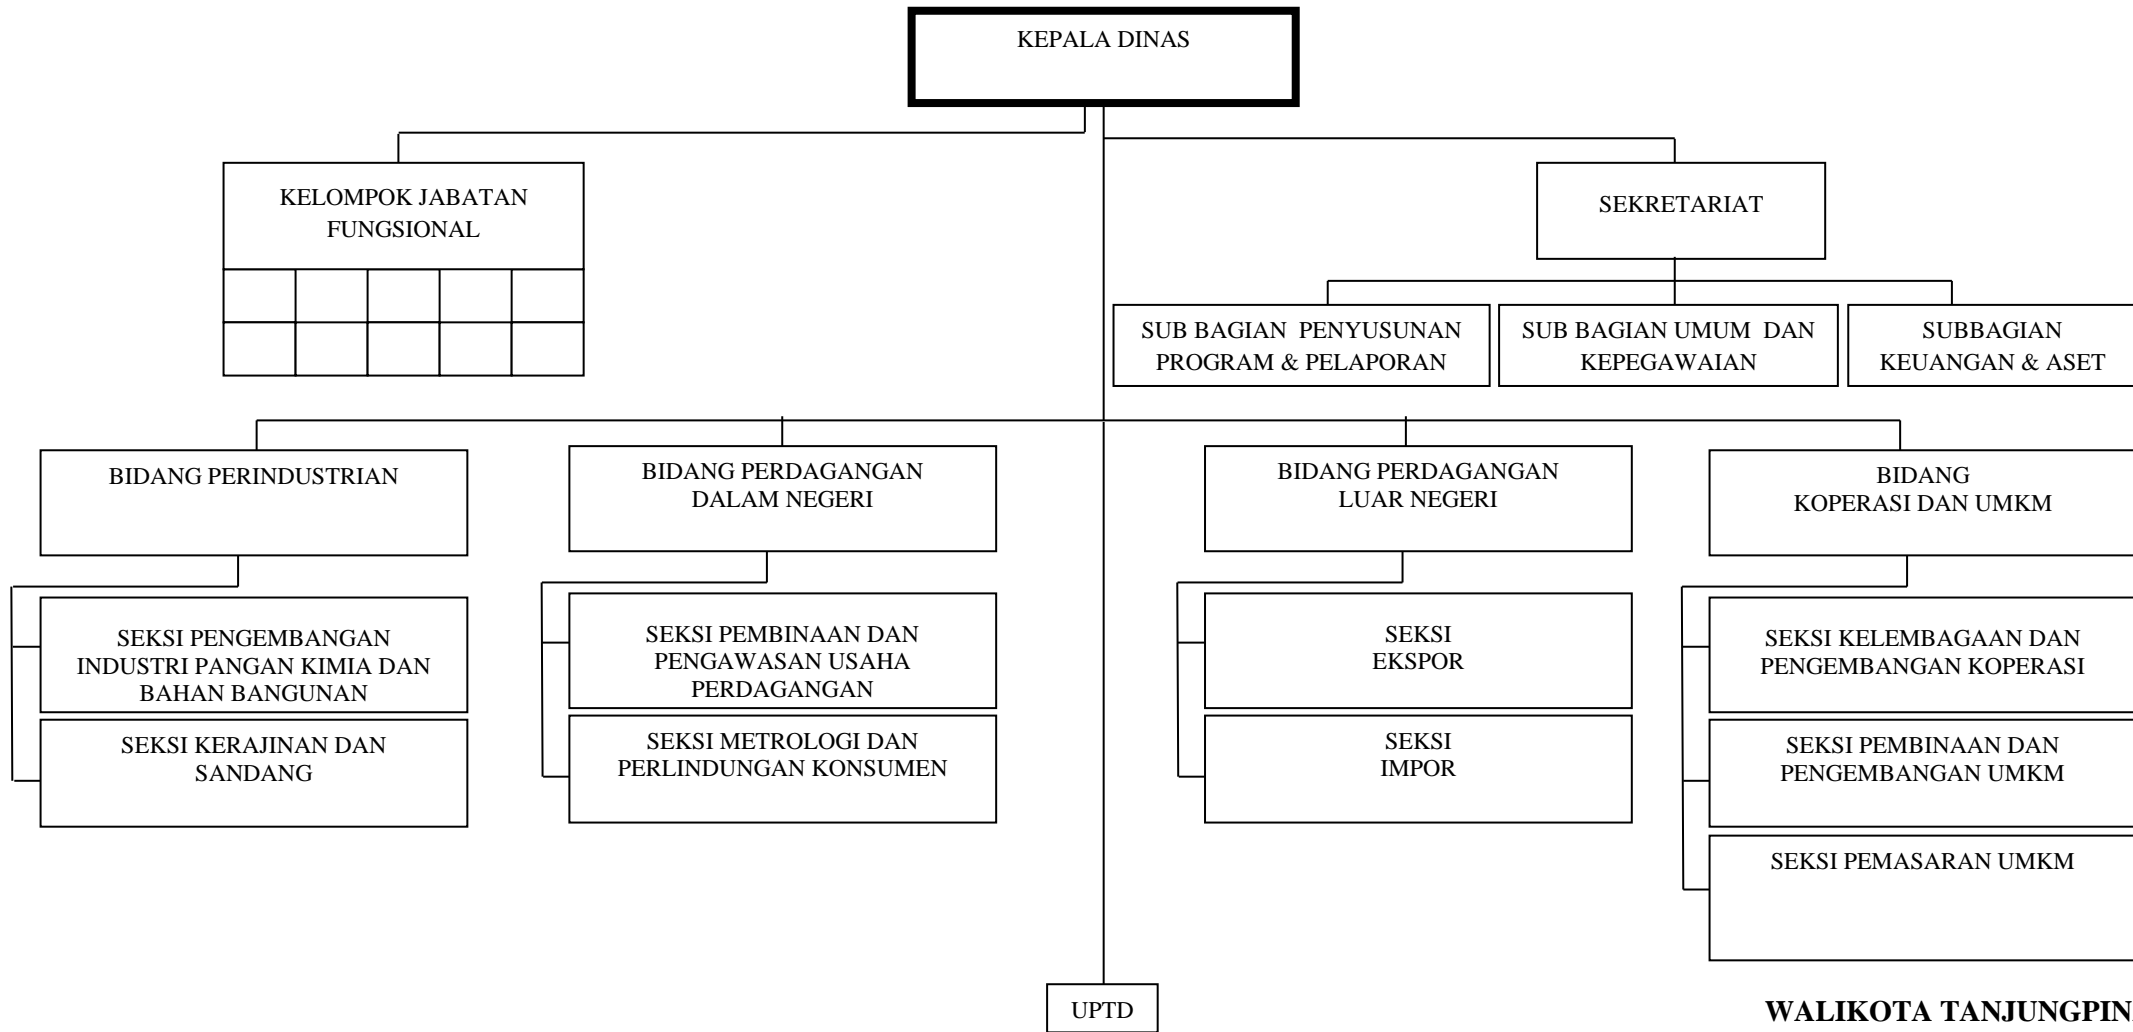 KEPALA DINAS
KELOMPOK JABATAN
FUNGSIONAL
SEKRETARIAT
SUB BAGIAN PENYUSUNAN
PROGRAM & PELAPORAN
SUB BAGIAN UMUM DAN
KEPEGAWAIAN
SUBBAGIAN
KEUANGAN & ASET
BIDANG PERINDUSTRIAN
BIDANG PERDAGANGAN
DALAM NEGERI
BIDANG PERDAGANGAN
LUAR NEGERI
BIDANG
KOPERASI DAN UMKM
SEKSI PENGEMBANGAN
INDUSTRI PANGAN KIMIA DAN
BAHAN BANGUNAN
SEKSI PEMBINAAN DAN
PENGAWASAN USAHA
PERDAGANGAN
SEKSI
EKSPOR
SEKSI KELEMBAGAAN DAN
PENGEMBANGAN KOPERASI
SEKSI KERAJINAN DAN
SANDANG
SEKSI METROLOGI DAN
PERLINDUNGAN KONSUMEN
SEKSI
IMPOR
SEKSI PEMBINAAN DAN
PENGEMBANGAN UMKM
SEKSI PEMASARAN UMKM
UPTD
WALIKOTA TANJUNGPIN